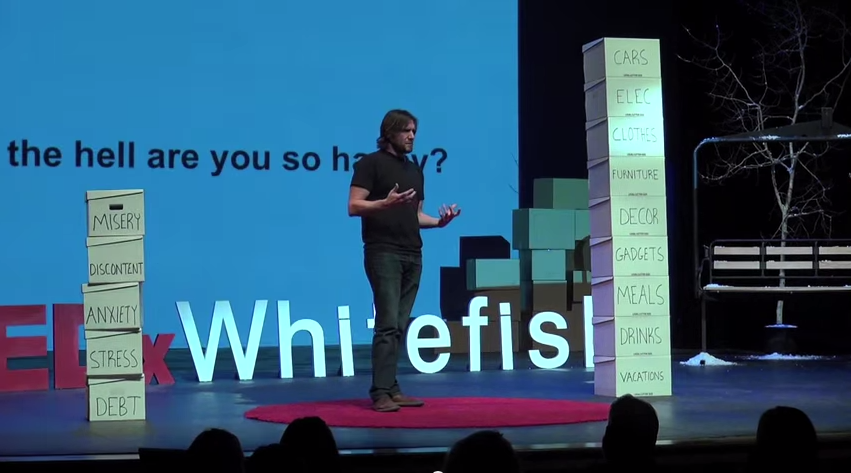 the hell are you so ha y?
MISERY
DISCONTENT
ANXIETY
STRESS
DEBT
CARS
ELEC
CLOTHES
FURNITURE
DECOR
GADGETS
MEALS
DRINKS
VACATIONS
EDx Whitefish